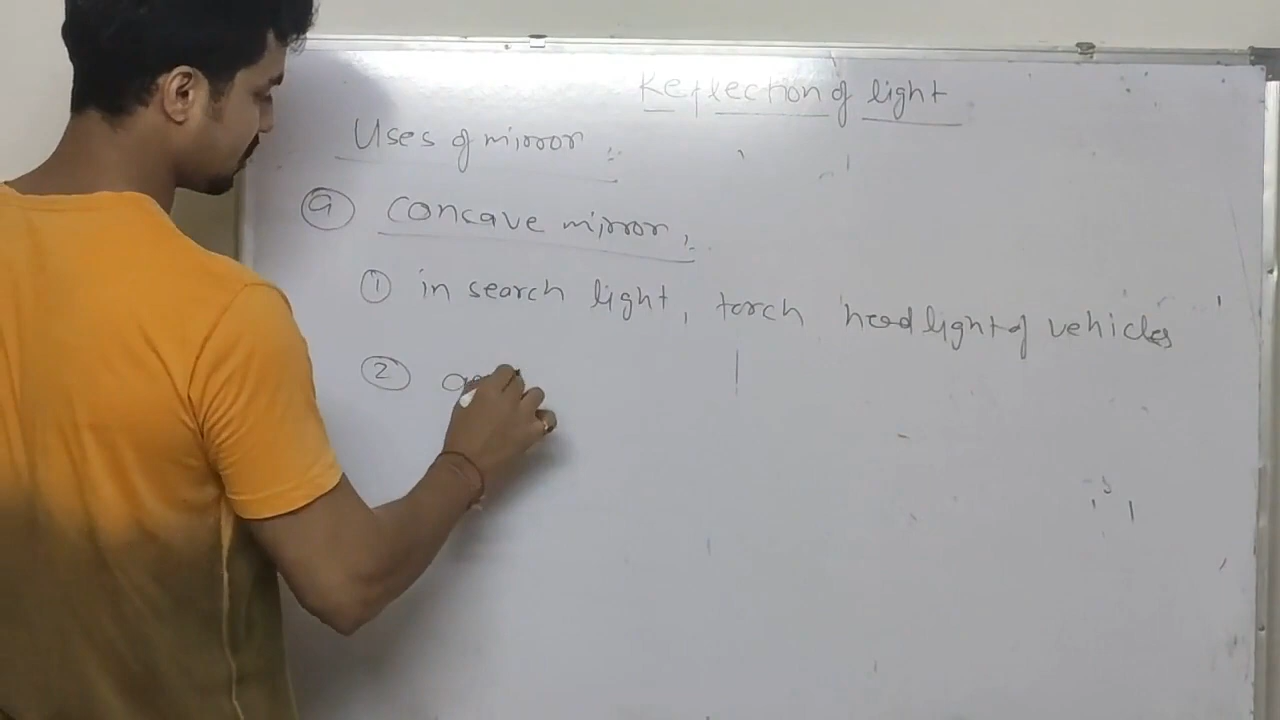 Reflection of light
Uses of mirror :-
a concave mirror :-
1 in search light, torch head light of vehicles
2